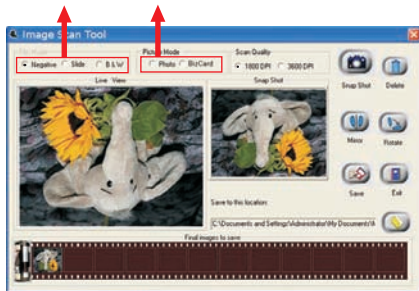 Image Scan Tool
Picture Mode
Scan Quality
Negative Slide B & W
Photo BizCard
1800 DPI 3600 DPI
Live View
Snap Shot
Snap Shot
Delete
Mirror
Rotate
Save
Exit
Save to this location:
C:\Documents and Settings\Administrator\My Documents\
Final images to save